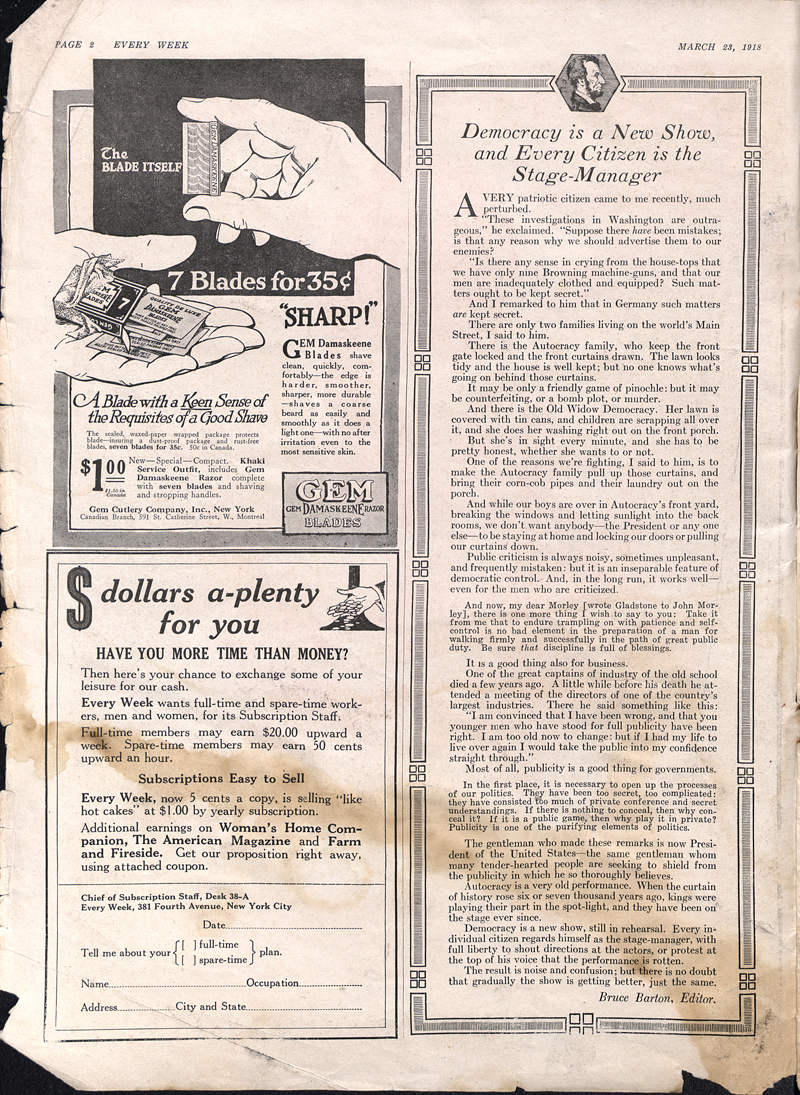 PAGE 2 EVERY WEEK
MARCH 23, 1918
The
BLADE ITSELF
GEM DAMASKEENE
7 Blades for 35¢
GEM
DAMASKEENE
BLADES
7
QUALITY DE LUXE
GEM
DAMASKEENE
BLADE
"SHARP!"
GEM Damaskeene
Blades shave
clean, quickly, com-
fortably—the edge is
harder, smoother,
sharper, more durable
—shaves a coarse
beard as easily and
smoothly as it does a
light one—with no after
irritation even to the
most sensitive skin.
A Blade with a Keen Sense of
the Requisites of a Good Shave
The sealed, waxed-paper wrapped package protects
blade—insuring a dust-proof package and rust-free
blades, seven blades for 35c. 50c in Canada.
$1.00
$1.50 in
Canada
New—Special—Compact. Khaki
Service Outfit, includes Gem
Damaskeene Razor complete
with seven blades and shaving
and stropping handles.
Gem Cutlery Company, Inc., New York
Canadian Branch, 591 St. Catherine Street, W., Montreal
GEM
GEM DAMASKEENE RAZOR
BLADES
$ dollars a-plenty
for you
HAVE YOU MORE TIME THAN MONEY?
Then here's your chance to exchange some of your
leisure for our cash.
Every Week wants full-time and spare-time work-
ers, men and women, for its Subscription Staff.
Full-time members may earn $20.00 upward a
week. Spare-time members may earn 50 cents
upward an hour.
Subscriptions Easy to Sell
Every Week, now 5 cents a copy, is selling "like
hot cakes" at $1.00 by yearly subscription.
Additional earnings on Woman's Home Com-
panion, The American Magazine and Farm
and Fireside. Get our proposition right away,
using attached coupon.
Chief of Subscription Staff, Desk 38-A
Every Week, 381 Fourth Avenue, New York City
Date
Tell me about your { [ ] full-time [ ] spare-time } plan.
Name Occupation
Address City and State
Democracy is a New Show,
and Every Citizen is the
Stage-Manager
A VERY patriotic citizen came to me recently, much
perturbed.
"These investigations in Washington are outra-
geous," he exclaimed. "Suppose there have been mistakes;
is that any reason why we should advertise them to our
enemies?
"Is there any sense in crying from the house-tops that
we have only nine Browning machine-guns, and that our
men are inadequately clothed and equipped? Such mat-
ters ought to be kept secret."
And I remarked to him that in Germany such matters
are kept secret.
There are only two families living on the world's Main
Street, I said to him.
There is the Autocracy family, who keep the front
gate locked and the front curtains drawn. The lawn looks
tidy and the house is well kept; but no one knows what's
going on behind those curtains.
It may be only a friendly game of pinochle: but it may
be counterfeiting, or a bomb plot, or murder.
And there is the Old Widow Democracy. Her lawn is
covered with tin cans, and children are scrapping all over
it, and she does her washing right out on the front porch.
But she's in sight every minute, and she has to be
pretty honest, whether she wants to or not.
One of the reasons we're fighting, I said to him, is to
make the Autocracy family pull up those curtains, and
bring their corn-cob pipes and their laundry out on the
porch.
And while our boys are over in Autocracy's front yard,
breaking the windows and letting sunlight into the back
rooms, we don't want anybody—the President or any one
else—to be staying at home and locking our doors or pulling
our curtains down.
Public criticism is always noisy, sometimes unpleasant,
and frequently mistaken: but it is an inseparable feature of
democratic control. And, in the long run, it works well—
even for the men who are criticized.
And now, my dear Morley [wrote Gladstone to John Mor-
ley], there is one more thing I wish to say to you: Take it
from me that to endure trampling on with patience and self-
control is no bad element in the preparation of a man for
walking firmly and successfully in the path of great public
duty. Be sure that discipline is full of blessings.
It is a good thing also for business.
One of the great captains of industry of the old school
died a few years ago. A little while before his death he at-
tended a meeting of the directors of one of the country's
largest industries. There he said something like this:
"I am convinced that I have been wrong, and that you
younger men who have stood for full publicity have been
right. I am too old now to change: but if I had my life to
live over again I would take the public into my confidence
straight through."
Most of all, publicity is a good thing for governments.
In the first place, it is necessary to open up the processes
of our politics. They have been too secret, too complicated:
they have consisted too much of private conference and secret
understandings. If there is nothing to conceal, then why con-
ceal it? If it is a public game, then why play it in private?
Publicity is one of the purifying elements of politics.
The gentleman who made these remarks is now Presi-
dent of the United States—the same gentleman whom
many tender-hearted people are seeking to shield from
the publicity in which he so thoroughly believes.
Autocracy is a very old performance. When the curtain
of history rose six or seven thousand years ago, kings were
playing their part in the spot-light, and they have been on
the stage ever since.
Democracy is a new show, still in rehearsal. Every in-
dividual citizen regards himself as the stage-manager, with
full liberty to shout directions at the actors, or protest at
the top of his voice that the performance is rotten.
The result is noise and confusion; but there is no doubt
that gradually the show is getting better, just the same.
Bruce Barton, Editor.